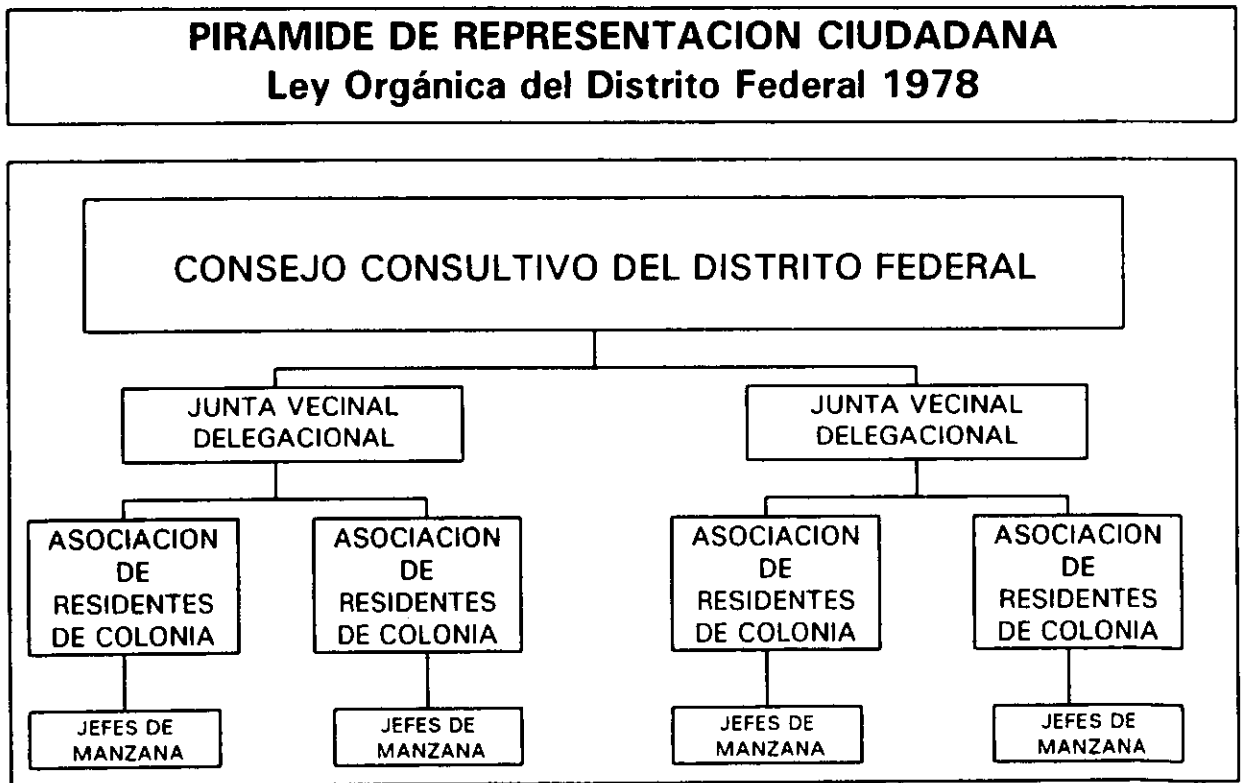 PIRAMIDE DE REPRESENTACION CIUDADANA
Ley Orgánica del Distrito Federal 1978
CONSEJO CONSULTIVO DEL DISTRITO FEDERAL
JUNTA VECINAL
DELEGACIONAL
JUNTA VECINAL
DELEGACIONAL
ASOCIACION
DE
RESIDENTES
DE COLONIA
ASOCIACION
DE
RESIDENTES
DE COLONIA
ASOCIACION
DE
RESIDENTES
DE COLONIA
ASOCIACION
DE
RESIDENTES
DE COLONIA
JEFES DE
MANZANA
JEFES DE
MANZANA
JEFES DE
MANZANA
JEFES DE
MANZANA